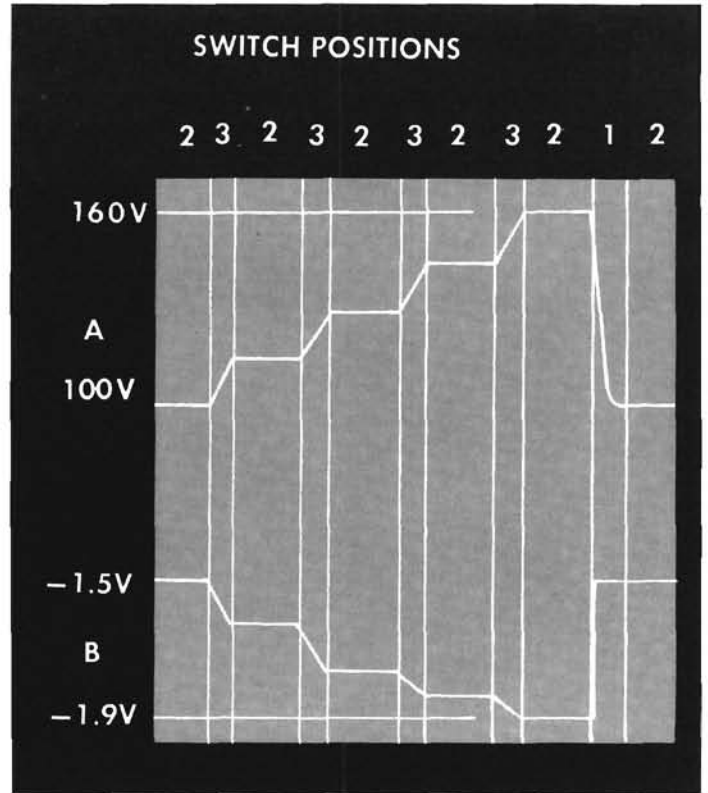 SWITCH POSITIONS
2 3 2 3 2 3 2 3 2 1 2
160V
A
100V
−1.5V
B
−1.9V